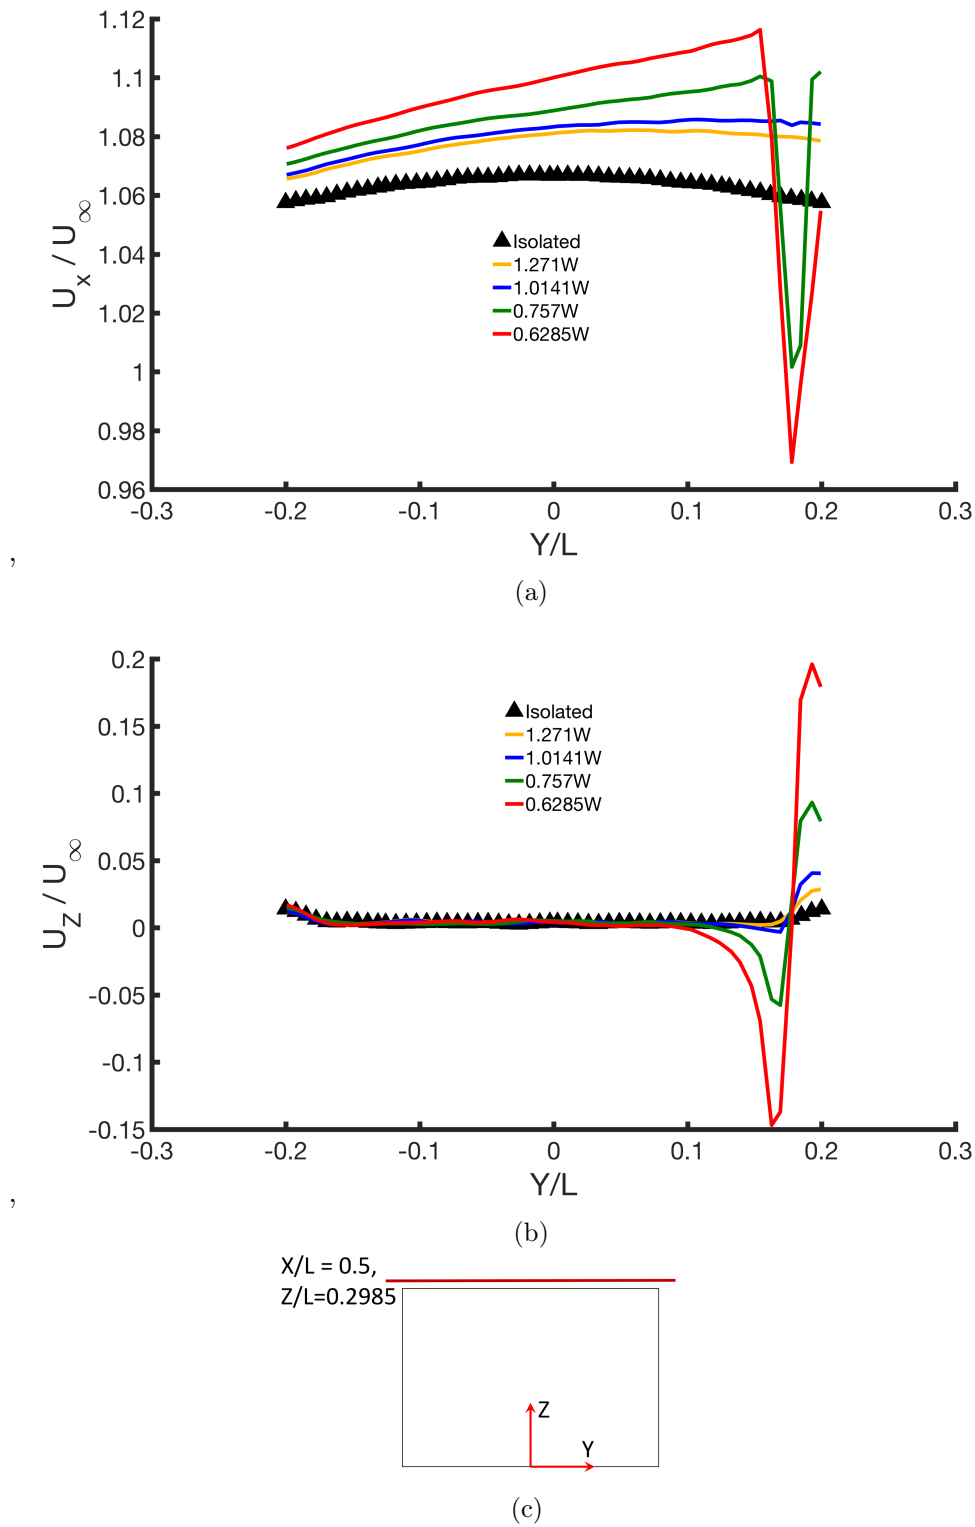 1.12
1.1
1.08
1.06
1.04
1.02
1
0.98
0.96
U_x / U_∞
Isolated
1.271W
1.0141W
0.757W
0.6285W
-0.3 -0.2 -0.1 0 0.1 0.2 0.3
Y/L
,
(a)
0.2
0.15
0.1
0.05
0
-0.05
-0.1
-0.15
U_Z / U_∞
Isolated
1.271W
1.0141W
0.757W
0.6285W
-0.3 -0.2 -0.1 0 0.1 0.2 0.3
Y/L
,
(b)
X/L = 0.5,
Z/L=0.2985
Z
Y
(c)